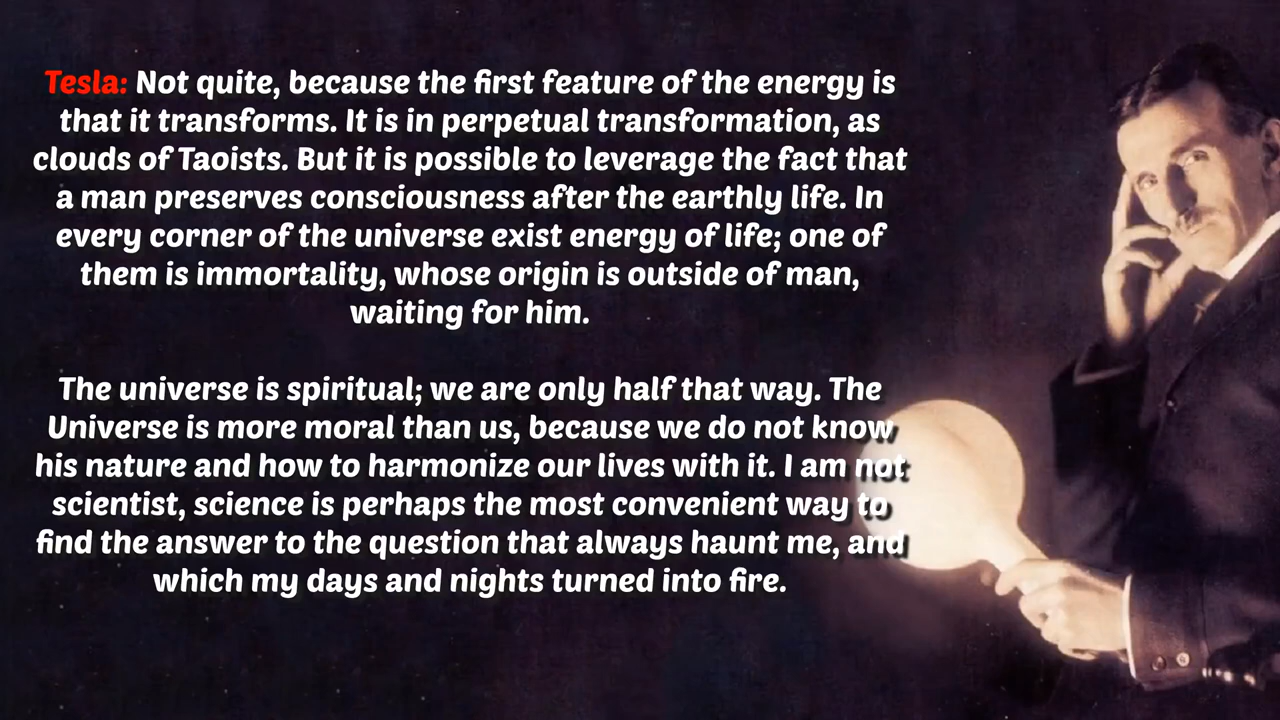 Tesla: Not quite, because the first feature of the energy is
that it transforms. It is in perpetual transformation, as
clouds of Taoists. But it is possible to leverage the fact that
a man preserves consciousness after the earthly life. In
every corner of the universe exist energy of life; one of
them is immortality, whose origin is outside of man,
waiting for him.
The universe is spiritual; we are only half that way. The
Universe is more moral than us, because we do not know
his nature and how to harmonize our lives with it. I am not
scientist, science is perhaps the most convenient way to
find the answer to the question that always haunt me, and
which my days and nights turned into fire.